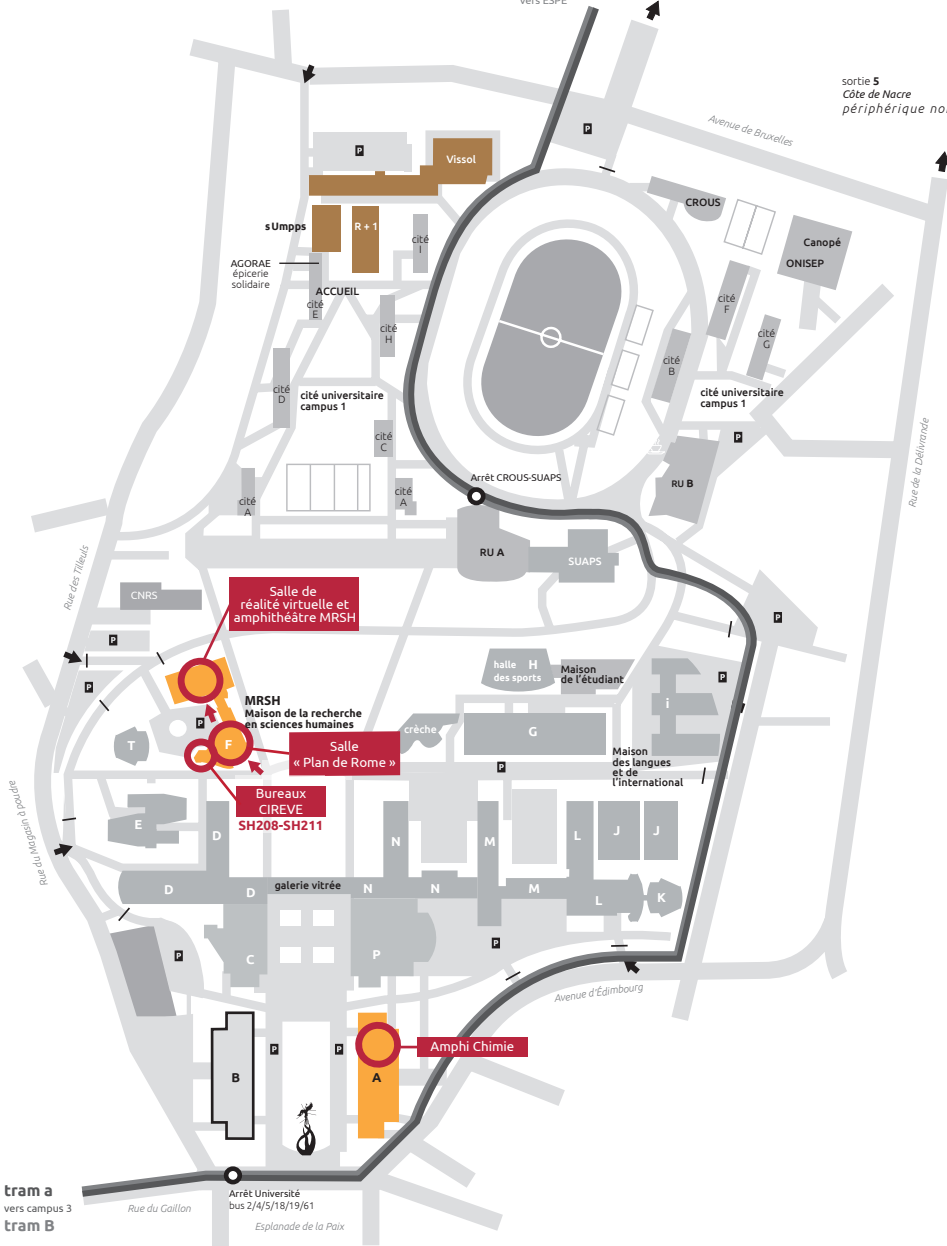 vers ESPE
sortie 5
Côte de Nacre
périphérique no
Avenue de Bruxelles
P
P
Vissol
CROUS
sUmpps
R + 1
cité
I
Canopé
ONISEP
AGORAE
épicerie
solidaire
ACCUEIL
cité
E
cité
H
cité
F
cité
G
cité
B
cité
D
cité universitaire
campus 1
cité universitaire
campus 1
cité
C
P
Rue de la Délivrande
Arrêt CROUS-SUAPS
RU B
cité
A
cité
A
RU A
SUAPS
Rue des Tilleuls
CNRS
Salle de
réalité virtuelle et
amphithéâtre MRSH
P
P
P
halle H
des sports
Maison
de l'étudiant
P
i
MRSH
Maison de la recherche
en sciences humaines
P
T
F
crèche
G
Salle
« Plan de Rome »
Maison
des langues
et de
l'international
P
Bureaux
CIREVE
SH208-SH211
Rue du Magasin à poudre
E
D
N
M
L
J
J
D
D
galerie vitrée
N
N
M
L
K
C
P
P
P
Avenue d'Édimbourg
P
P
Amphi Chimie
B
A
tram a
vers campus 3
tram B
Rue du Gaillon
Arrêt Université
bus 2/4/5/18/19/61
Esplanade de la Paix